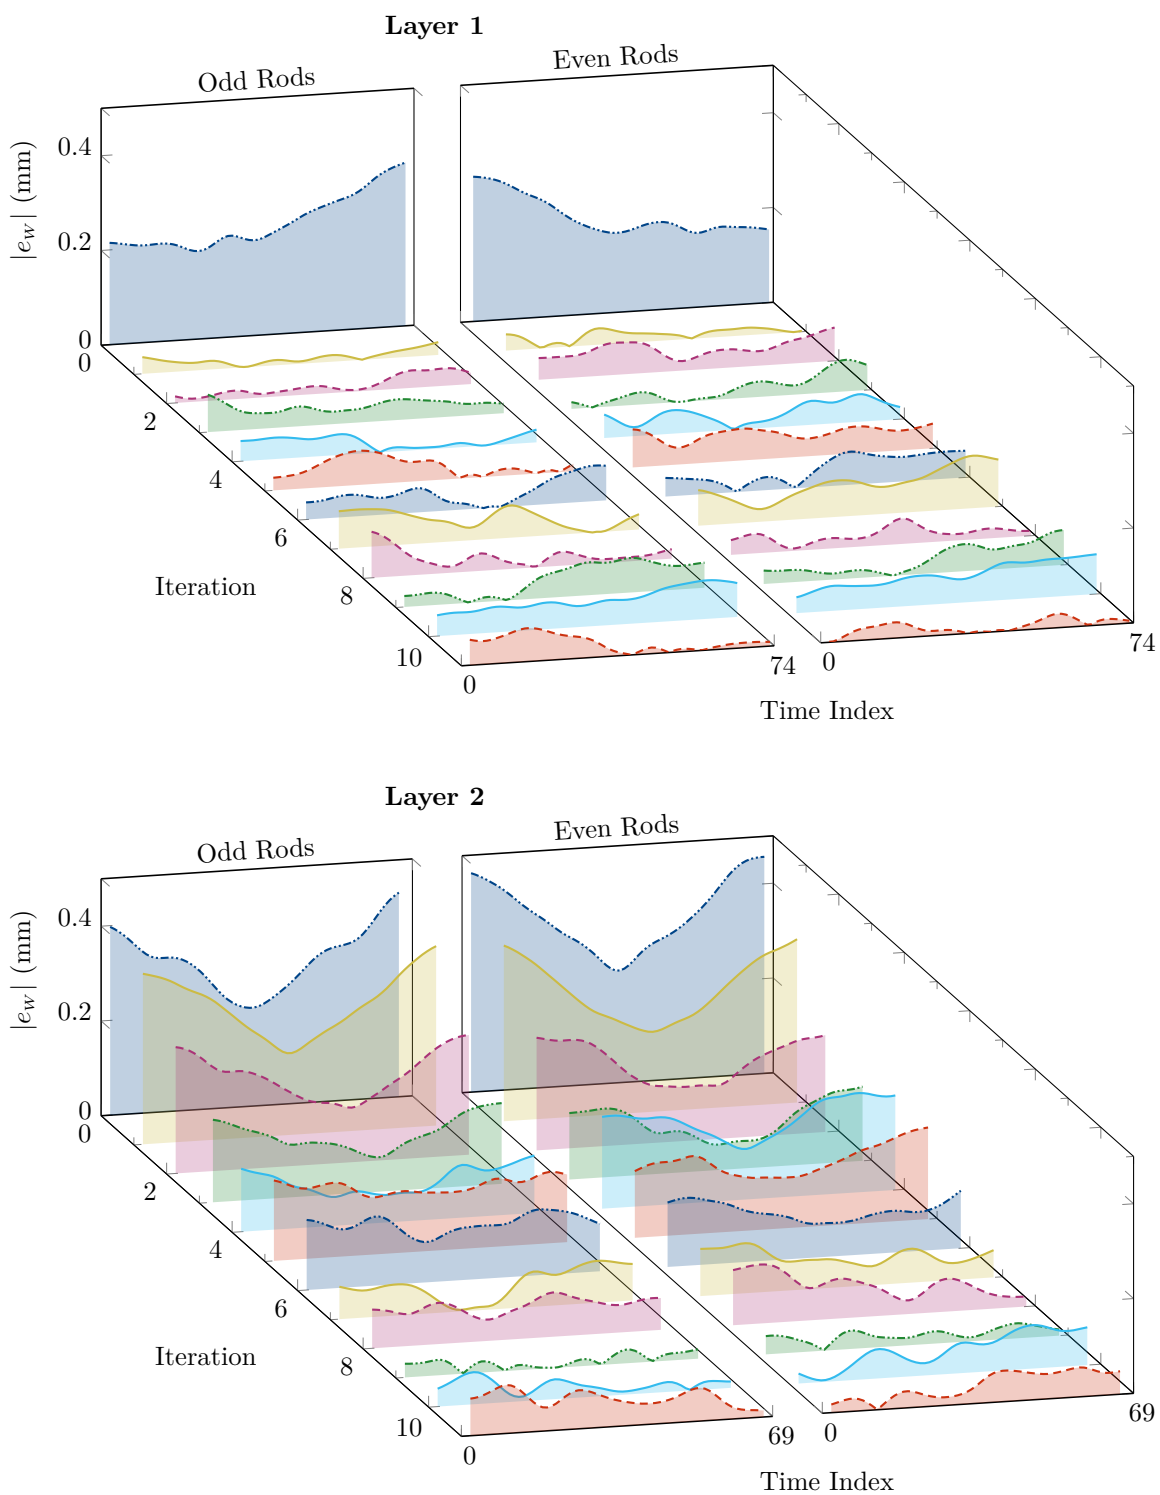 Layer 1
Odd Rods
Even Rods
|e_W| (mm)
0.4
0.2
0
0
2
4
6
8
10
Iteration
0
74
0
74
Time Index
Layer 2
Odd Rods
Even Rods
|e_W| (mm)
0.4
0.2
0
0
2
4
6
8
10
Iteration
0
69
0
69
Time Index